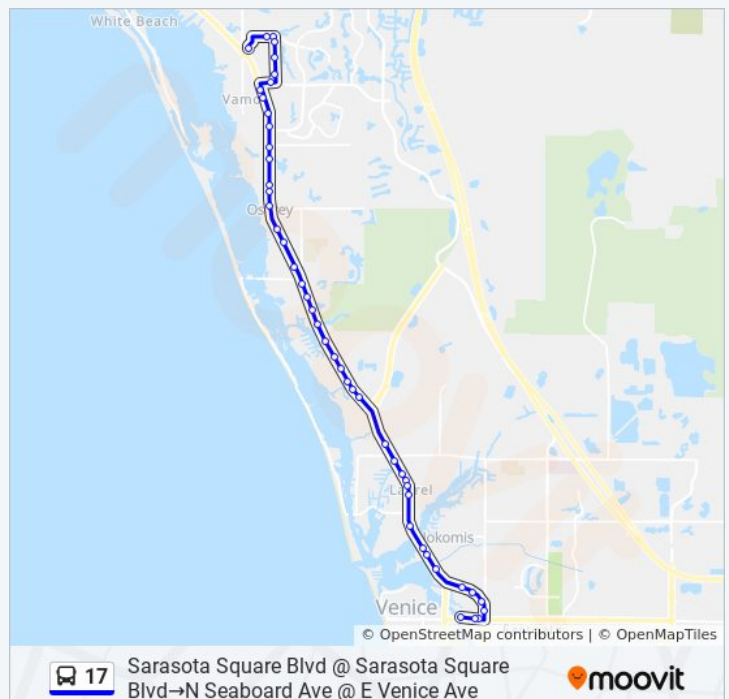 White Beach
Vamo
Osprey
Laurel
Nokomis
Venice
© OpenStreetMap contributors | © OpenMapTiles
17
Sarasota Square Blvd @ Sarasota Square
Blvd→N Seaboard Ave @ E Venice Ave
moovit